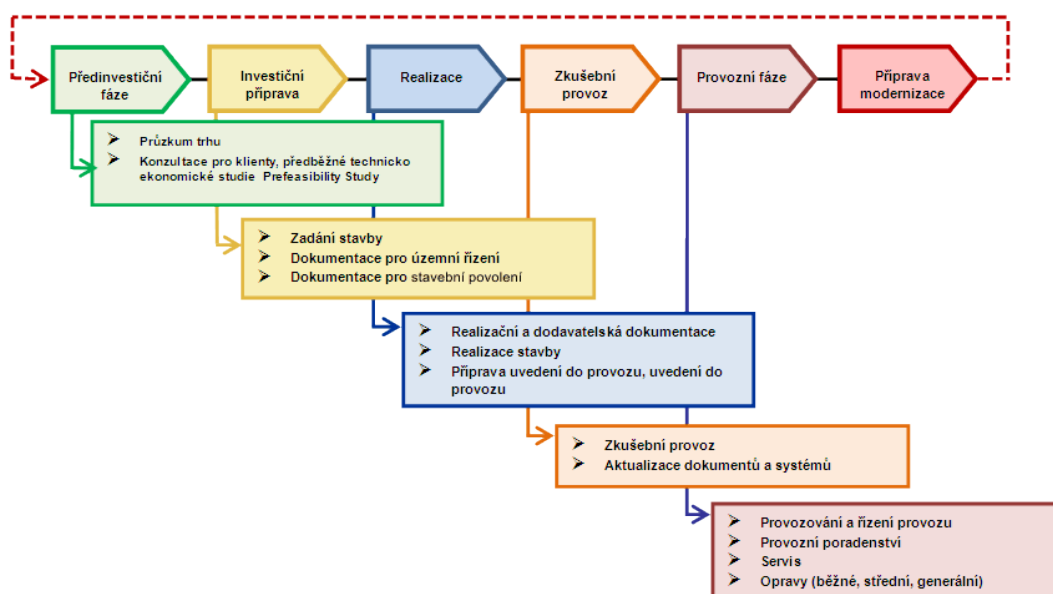 Předinvestiční
fáze
Investiční
příprava
Realizace
Zkušební
provoz
Provozní fáze
Příprava
modernizace
Průzkum trhu
Konzultace pro klienty, předběžné technicko
ekonomické studie Prefeasibility Study
Zadání stavby
Dokumentace pro územní řízení
Dokumentace pro stavební povolení
Realizační a dodavatelská dokumentace
Realizace stavby
Příprava uvedení do provozu, uvedení do
provozu
Zkušební provoz
Aktualizace dokumentů a systémů
Provozování a řízení provozu
Provozní poradenství
Servis
Opravy (běžné, střední, generální)